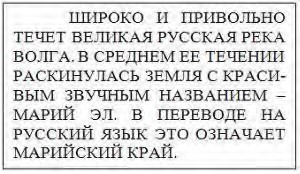 ШИРОКО И ПРИВОЛЬНО
ТЕЧЕТ ВЕЛИКАЯ РУССКАЯ РЕКА
ВОЛГА. В СРЕДНЕМ ЕЕ ТЕЧЕНИИ
РАСКИНУЛАСЬ ЗЕМЛЯ С КРАСИ-
ВЫМ ЗВУЧНЫМ НАЗВАНИЕМ –
МАРИЙ ЭЛ. В ПЕРЕВОДЕ НА
РУССКИЙ ЯЗЫК ЭТО ОЗНАЧАЕТ
МАРИЙСКИЙ КРАЙ.